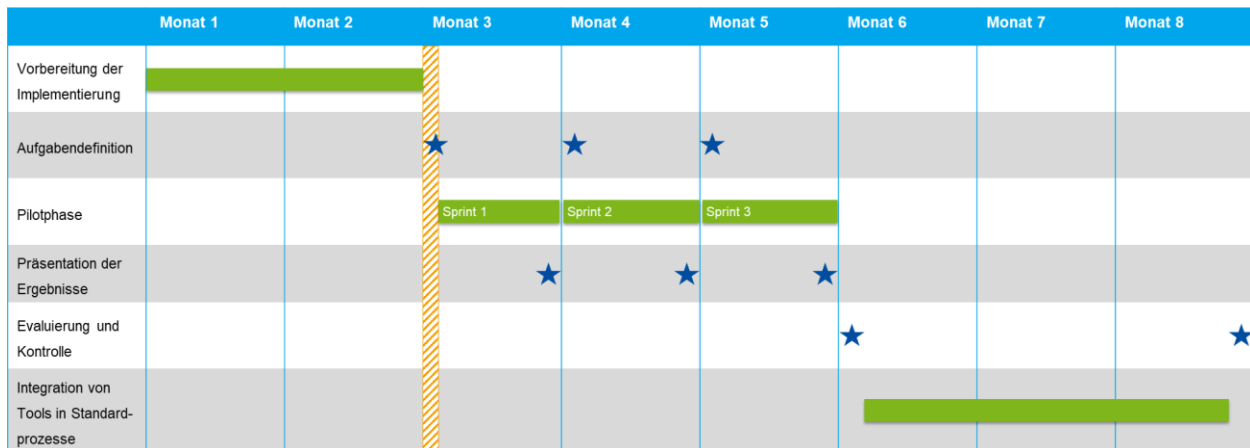 Monat 1 Monat 2 Monat 3 Monat 4 Monat 5 Monat 6 Monat 7 Monat 8
Vorbereitung der
Implementierung
Aufgabendefinition
Pilotphase
Sprint 1 Sprint 2 Sprint 3
Präsentation der
Ergebnisse
Evaluierung und
Kontrolle
Integration von
Tools in Standard-
prozesse